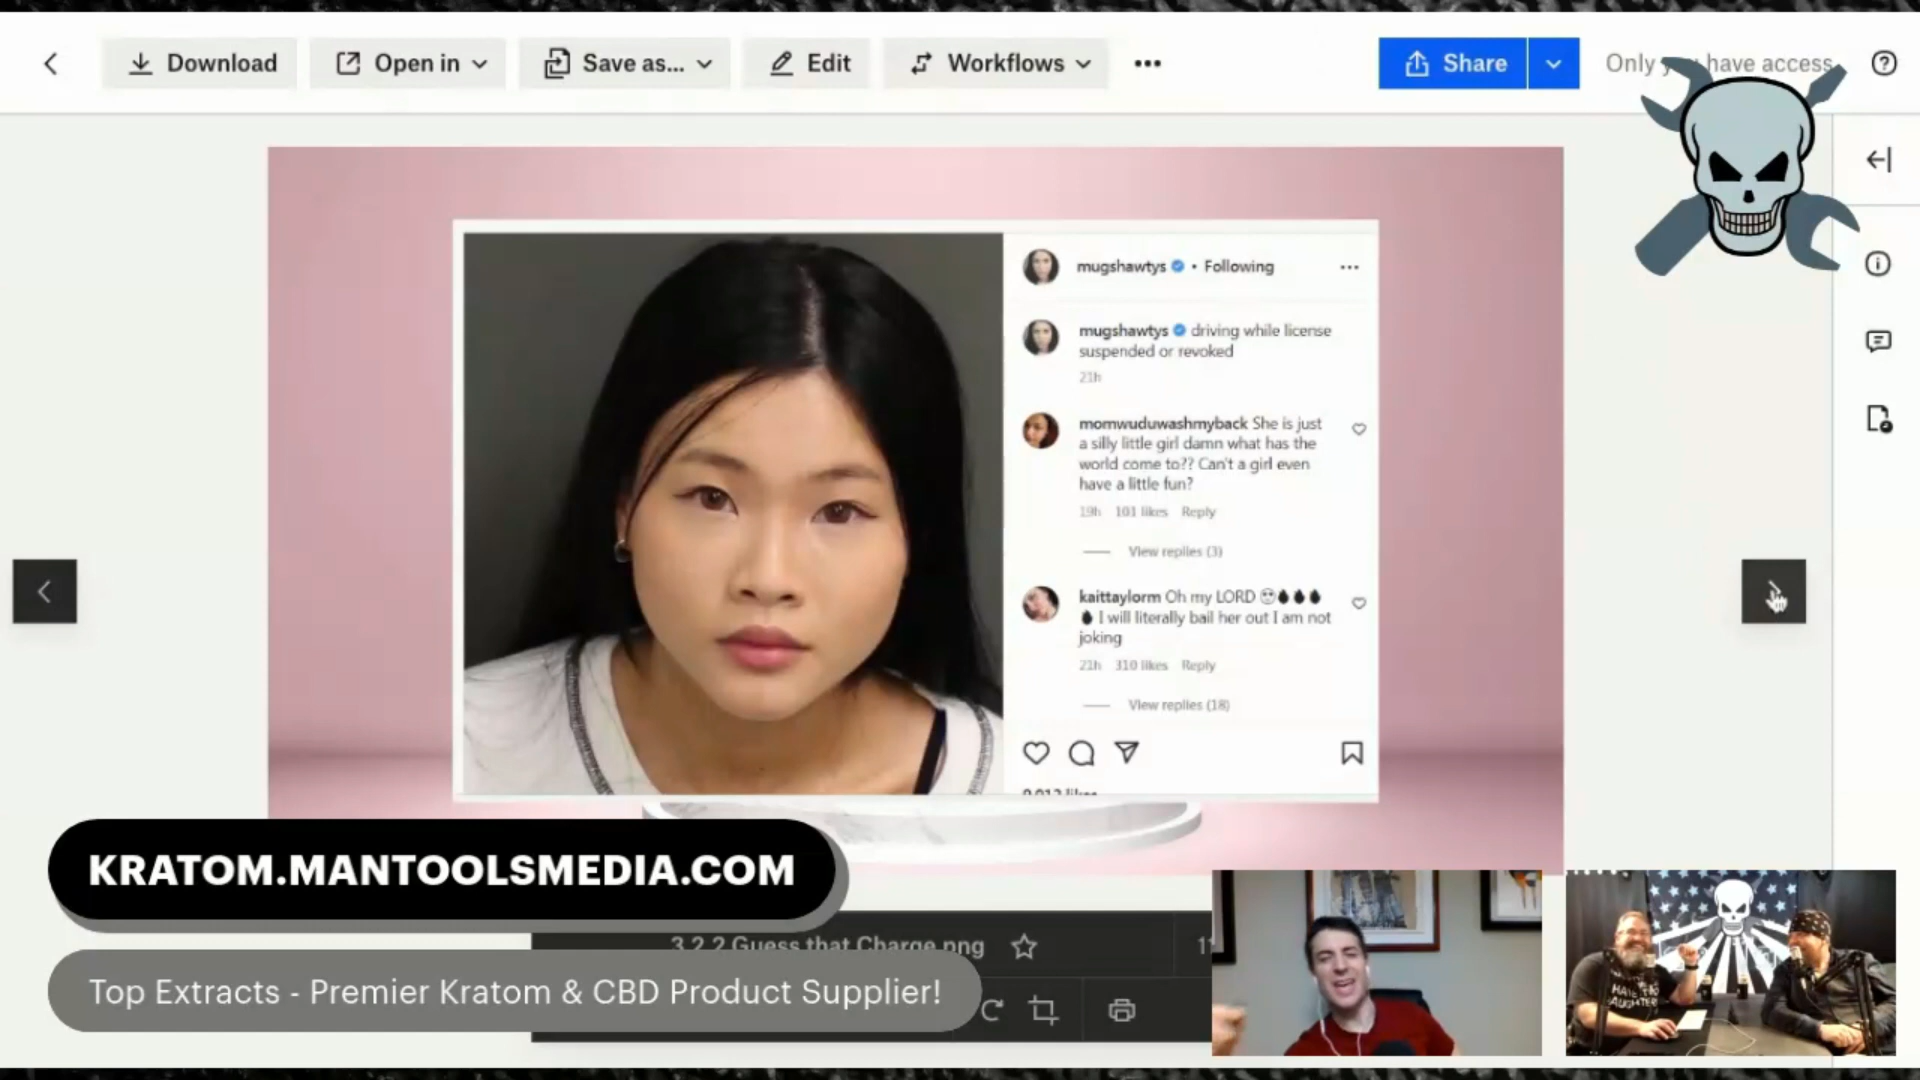 Download
Open in
Save as...
Edit
Workflows
Share
Only you have access
mugshawtys • Following
mugshawtys driving while license
suspended or revoked
21h
momwuduwashmyback She is just
a silly little girl damn what has the
world come to?? Can't a girl even
have a little fun?
19h 101 likes Reply
View replies (3)
kaittaylorm Oh my LORD
I will literally bail her out I am not
joking
21h 310 likes Reply
View replies (18)
KRATOM.MANTOOLSMEDIA.COM
3.2.2 Guess that Charge.png
Top Extracts - Premier Kratom & CBD Product Supplier!